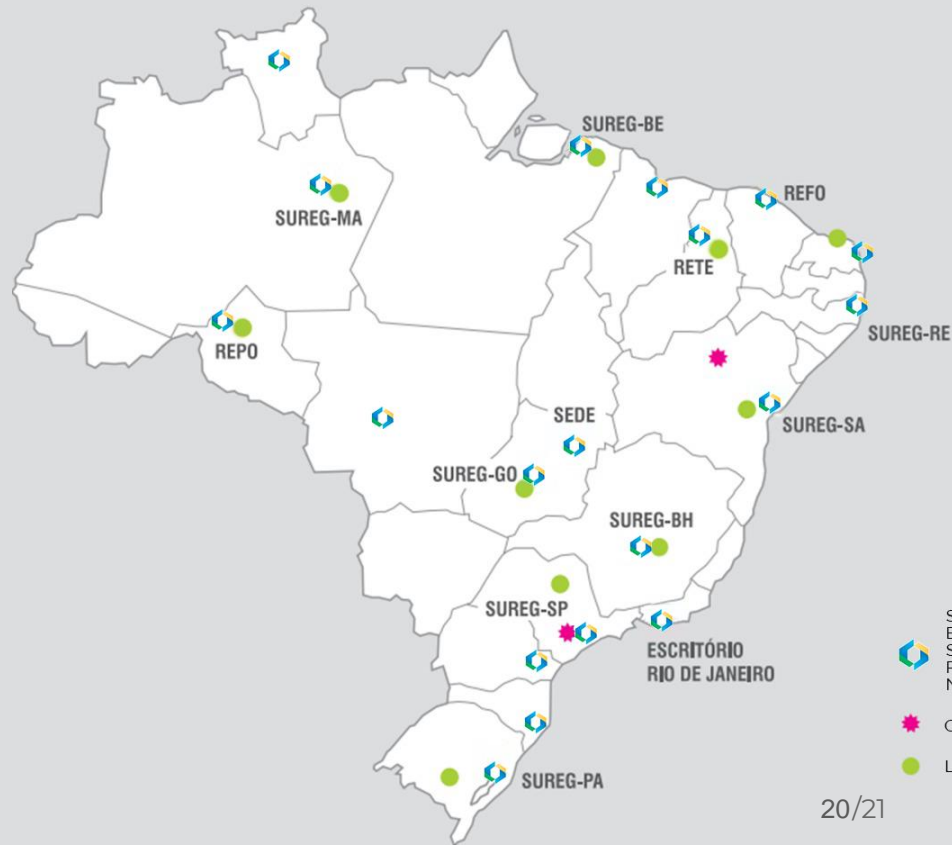 SUREG-BE
REFO
SUREG-MA
RETE
SUREG-RE
REPO
SEDE
SUREG-SA
SUREG-GO
SUREG-BH
SUREG-SP
ESCRITÓRIO
RIO DE JANEIRO
SUREG-PA
20/21